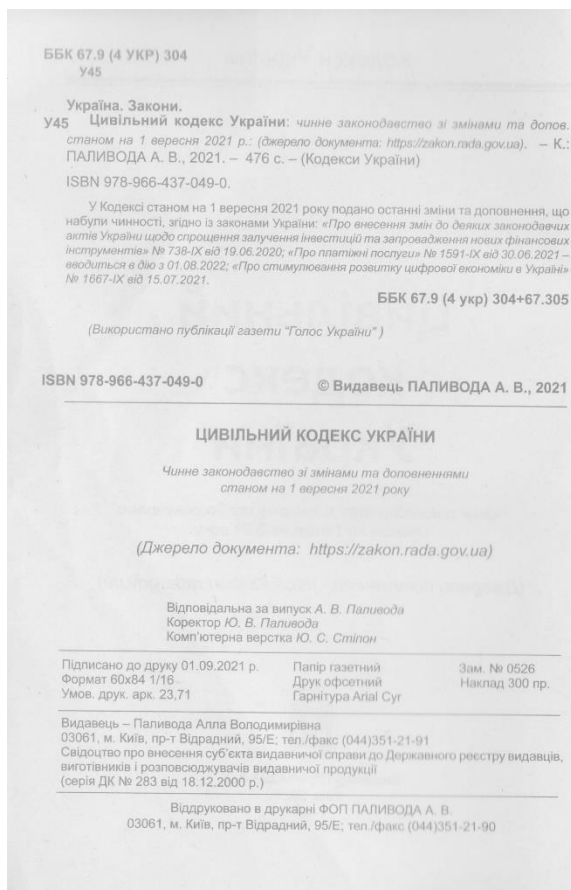 ББК 67.9 (4 УКР) 304
У45
Україна. Закони.
У45 Цивільний кодекс України: чинне законодавство зі змінами та допов.
станом на 1 вересня 2021 р.: (джерело документа: https://zakon.rada.gov.ua). – К.:
ПАЛИВОДА А. В., 2021. – 476 с. – (Кодекси України)
ISBN 978-966-437-049-0.
У Кодексі станом на 1 вересня 2021 року подано останні зміни та доповнення, що
набули чинності, згідно із законами України: «Про внесення змін до деяких законодавчих
актів України щодо спрощення залучення інвестицій та запровадження нових фінансових
інструментів» № 738-IX від 19.06.2020; «Про платіжні послуги» № 1591-IX від 30.06.2021 –
вводиться в дію з 01.08.2022; «Про стимулювання розвитку цифрової економіки в Україні»
№ 1667-IX від 15.07.2021.
ББК 67.9 (4 укр) 304+67.305
(Використано публікації газети “Голос України” )
ISBN 978-966-437-049-0 © Видавець ПАЛИВОДА А. В., 2021
ЦИВІЛЬНИЙ КОДЕКС УКРАЇНИ
Чинне законодавство зі змінами та доповненнями
станом на 1 вересня 2021 року
(Джерело документа: https://zakon.rada.gov.ua)
Відповідальна за випуск А. В. Паливода
Коректор Ю. В. Паливода
Комп’ютерна верстка Ю. С. Стіпон
Підписано до друку 01.09.2021 р. Папір газетний Зам. № 0526
Формат 60x84 1/16 Друк офсетний Наклад 300 пр.
Умов. друк. арк. 23,71 Гарнітура Arial Cyr
Видавець – Паливода Алла Володимирівна
03061, м. Київ, пр-т Відрадний, 95/Е; тел./факс (044)351-21-91
Свідоцтво про внесення суб’єкта видавничої справи до Державного реєстру видавців,
виготівників і розповсюджувачів видавничої продукції
(серія ДК № 283 від 18.12.2000 р.)
Віддруковано в друкарні ФОП ПАЛИВОДА А. В.
03061, м. Київ, пр-т Відрадний, 95/Е; тел./факс (044)351-21-90